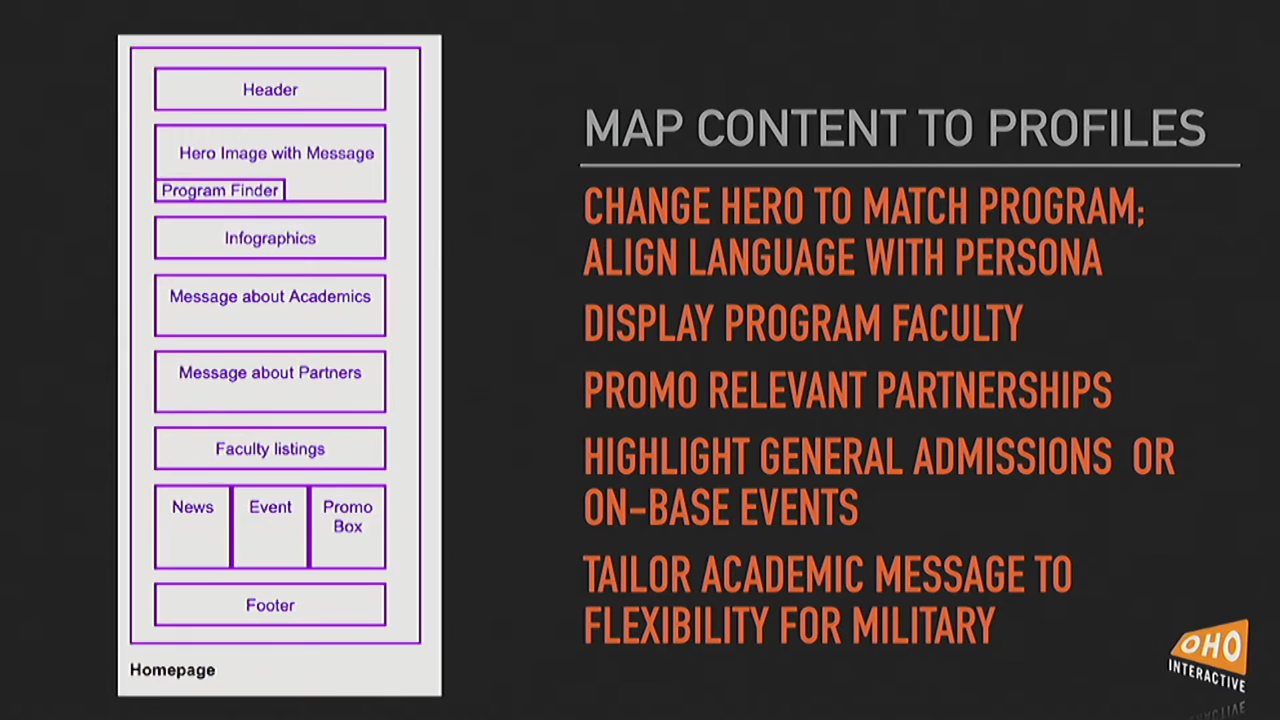 Header
Hero Image with Message
Program Finder
Infographics
Message about Academics
Message about Partners
Faculty listings
News Event Promo
Box
Footer
Homepage
MAP CONTENT TO PROFILES
CHANGE HERO TO MATCH PROGRAM;
ALIGN LANGUAGE WITH PERSONA
DISPLAY PROGRAM FACULTY
PROMO RELEVANT PARTNERSHIPS
HIGHLIGHT GENERAL ADMISSIONS OR
ON-BASE EVENTS
TAILOR ACADEMIC MESSAGE TO
FLEXIBILITY FOR MILITARY
OHO
INTERACTIVE